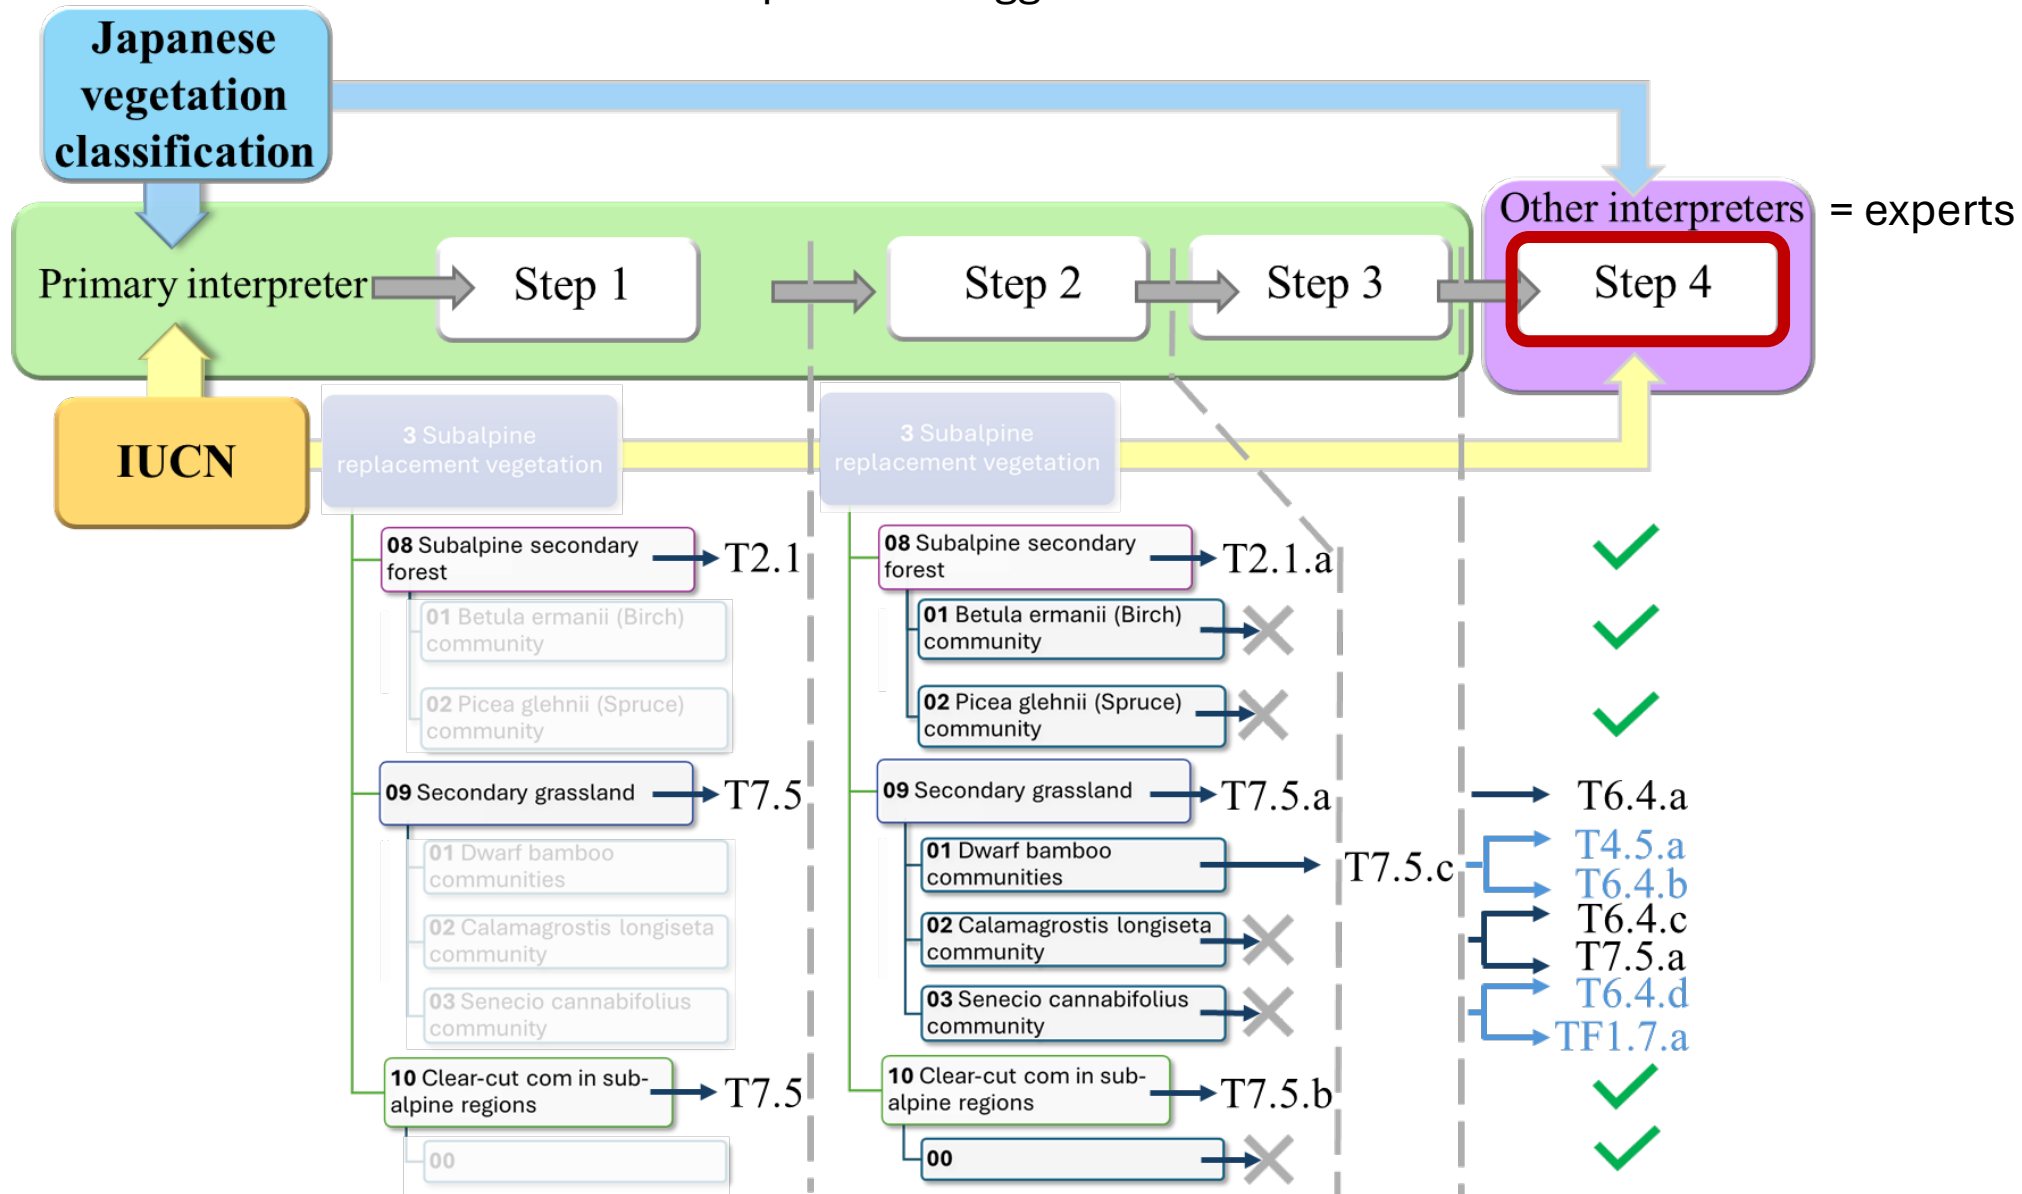 Japanese
vegetation
classification
Other interpreters
= experts
Primary interpreter
Step 1
Step 2
Step 3
Step 4
IUCN
3 Subalpine
replacement vegetation
3 Subalpine
replacement vegetation
08 Subalpine secondary
forest
T2.1
01 Betula ermanii (Birch)
community
02 Picea glehnii (Spruce)
community
09 Secondary grassland
T7.5
01 Dwarf bamboo
communities
02 Calamagrostis longiseta
community
03 Senecio cannabifolius
community
10 Clear-cut com in sub-
alpine regions
T7.5
00
08 Subalpine secondary
forest
T2.1.a
01 Betula ermanii (Birch)
community
02 Picea glehnii (Spruce)
community
09 Secondary grassland
T7.5.a
01 Dwarf bamboo
communities
T7.5.c
02 Calamagrostis longiseta
community
03 Senecio cannabifolius
community
10 Clear-cut com in sub-
alpine regions
T7.5.b
00
T6.4.a
T4.5.a
T6.4.b
T6.4.c
T7.5.a
T6.4.d
TF1.7.a